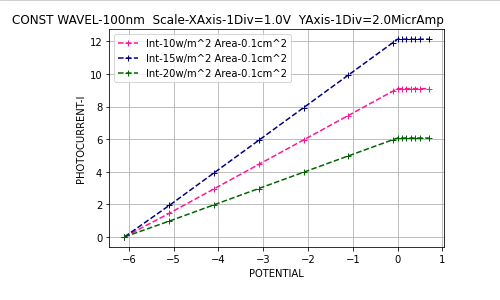 CONST WAVEL-100nm  Scale-XAxis-1Div=1.0V  YAxis-1Div=2.0MicrAmp
Int-10w/m^2 Area-0.1cm^2
Int-15w/m^2 Area-0.1cm^2
Int-20w/m^2 Area-0.1cm^2
PHOTOCURRENT-I
12
10
8
6
4
2
0
−6 −5 −4 −3 −2 −1 0 1
POTENTIAL